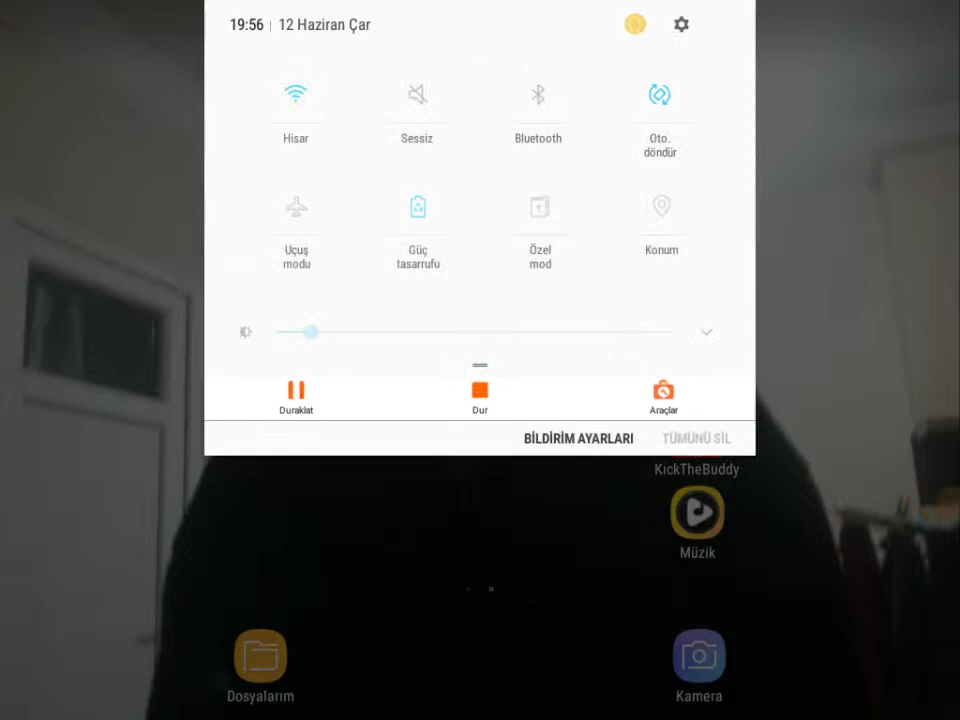 19:56 | 12 Haziran Çar
Hisar
Sessiz
Bluetooth
Oto.
döndür
Uçuş
modu
Güç
tasarrufu
Özel
mod
Konum
Duraklat
Dur
Araçlar
BİLDİRİM AYARLARI
TÜMÜNÜ SİL
KickTheBuddy
Müzik
Dosyalarım
Kamera